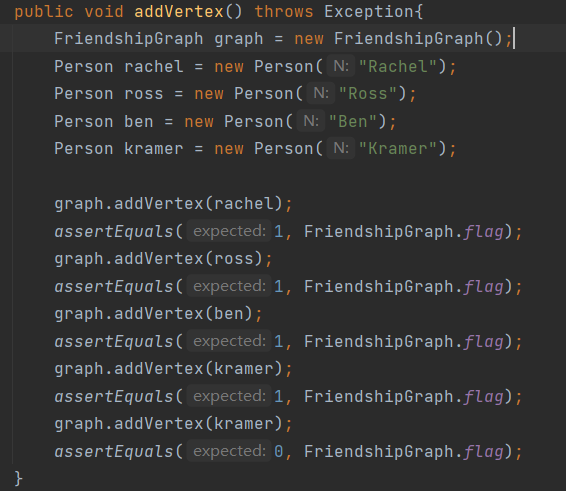 public void addVertex() throws Exception{
FriendshipGraph graph = new FriendshipGraph();
Person rachel = new Person( N: "Rachel");
Person ross = new Person( N: "Ross");
Person ben = new Person( N: "Ben");
Person kramer = new Person( N: "Kramer");
graph.addVertex(rachel);
assertEquals( expected: 1, FriendshipGraph.flag);
graph.addVertex(ross);
assertEquals( expected: 1, FriendshipGraph.flag);
graph.addVertex(ben);
assertEquals( expected: 1, FriendshipGraph.flag);
graph.addVertex(kramer);
assertEquals( expected: 1, FriendshipGraph.flag);
graph.addVertex(kramer);
assertEquals( expected: 0, FriendshipGraph.flag);
}